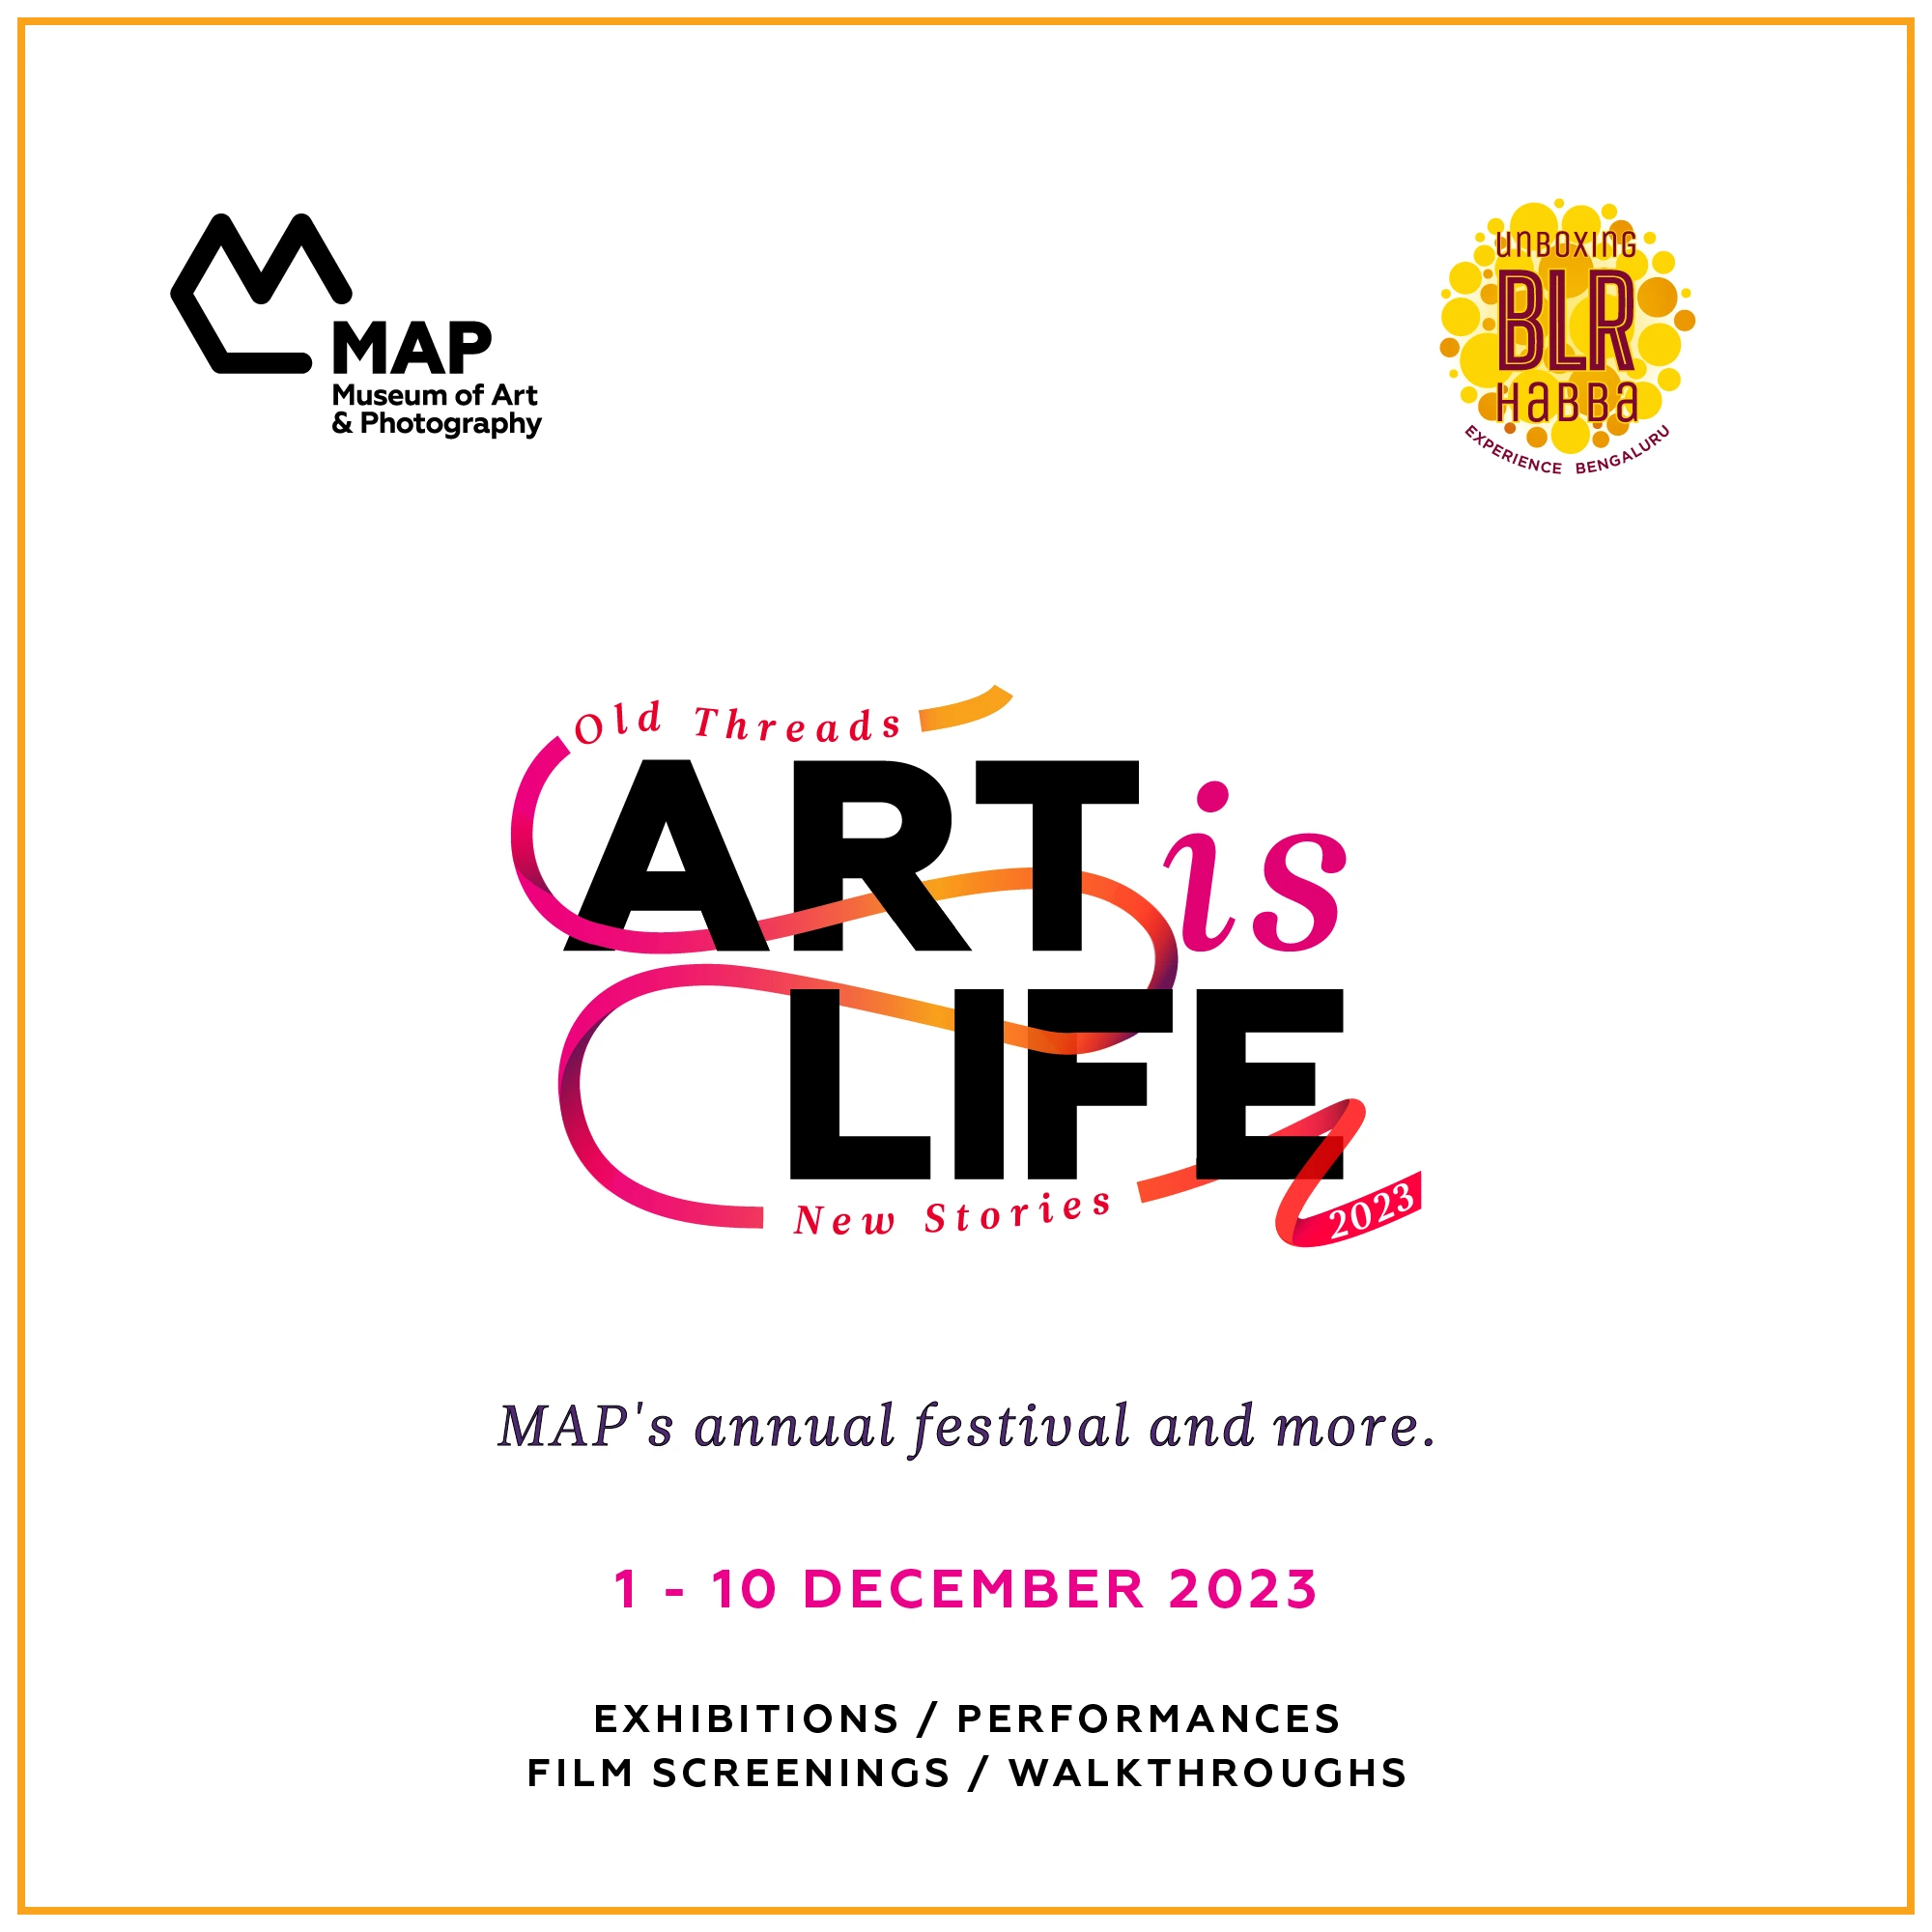 MAP
Museum of Art
& Photography
UNBOXING
BLR
HABBA
EXPERIENCE BENGALURU
Old Threads
ART is
LIFE
New Stories
2023
MAP's annual festival and more.
1 - 10 DECEMBER 2023
EXHIBITIONS / PERFORMANCES
FILM SCREENINGS / WALKTHROUGHS